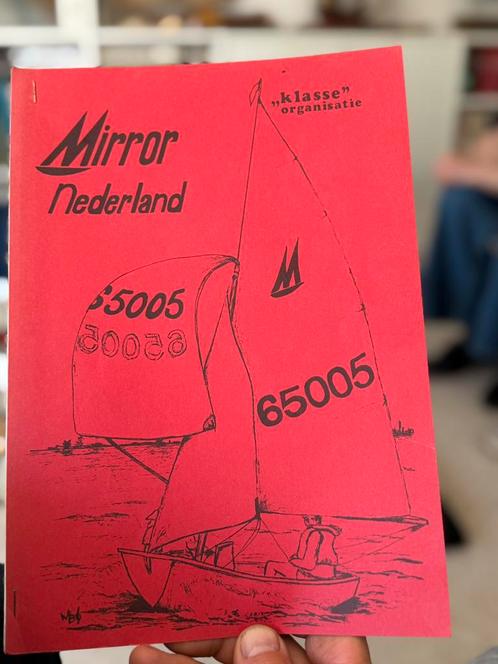 „klasse”
organisatie
Mirror
Nederland
M
65005
65005
65005